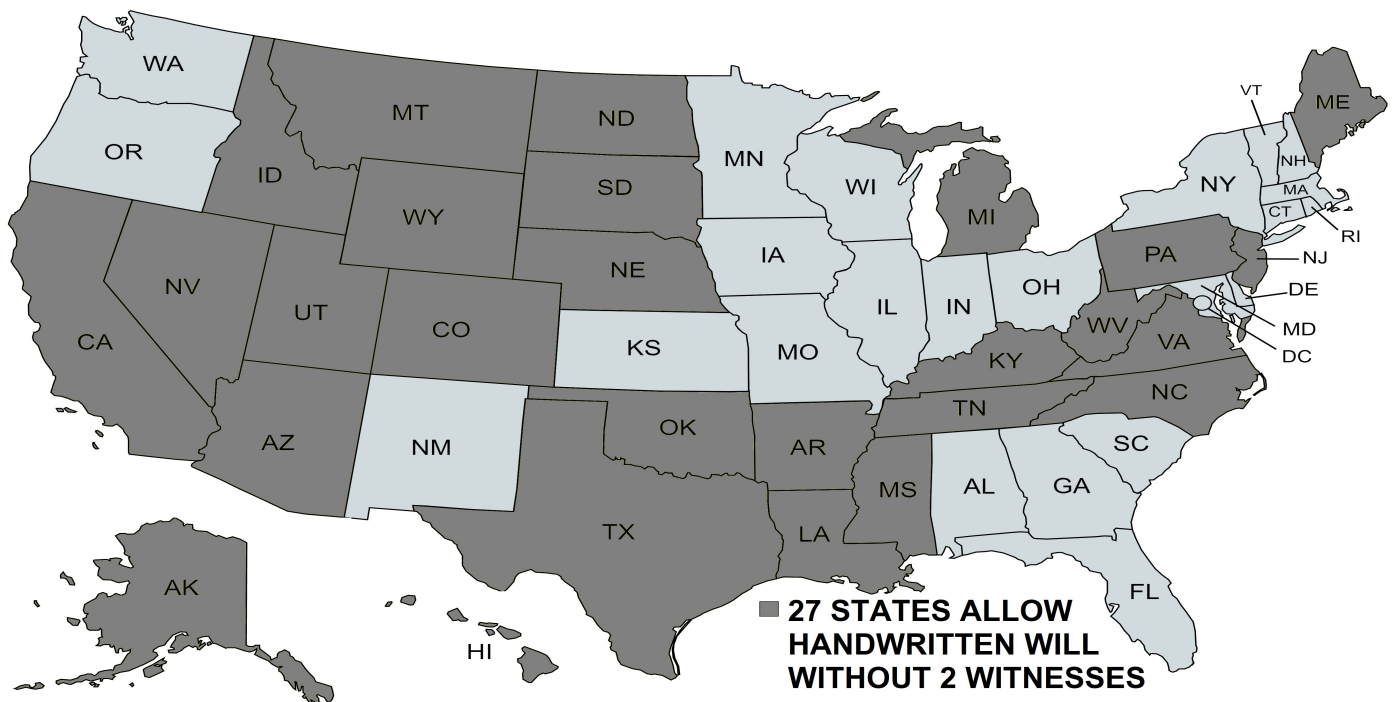 WA
MT
ND
MN
VT
ME
OR
ID
SD
WI
NH
NY
MA
CT
RI
WY
MI
NE
IA
PA
NJ
NV
UT
CO
IL
IN
OH
DE
CA
KS
MO
WV
VA
MD
KY
DC
AZ
NM
OK
AR
TN
NC
SC
TX
LA
MS
AL
GA
AK
HI
FL
27 STATES ALLOW
HANDWRITTEN WILL
WITHOUT 2 WITNESSES